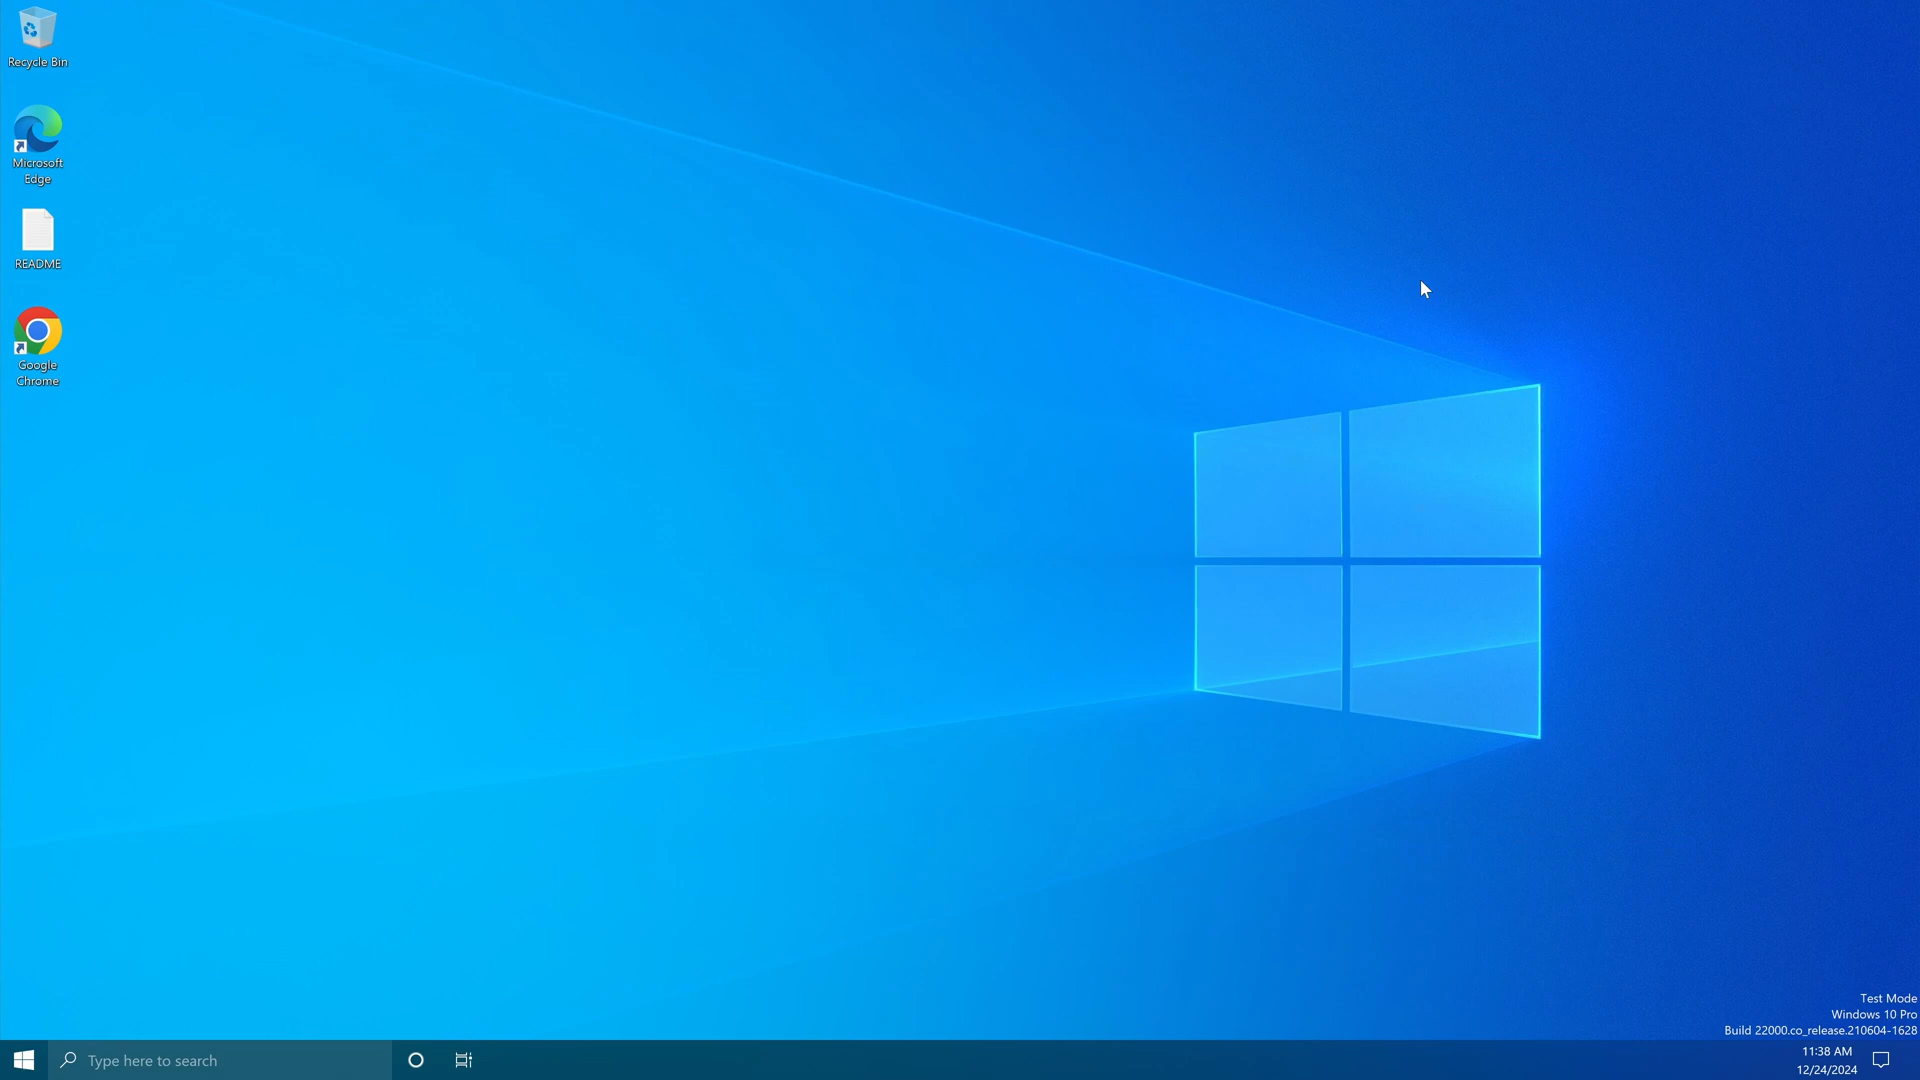 Recycle Bin
Microsoft
Edge
README
Google
Chrome
Test Mode
Windows 10 Pro
Build 22000.co_release.210604-1628
Type here to search
11:38 AM
12/24/2024